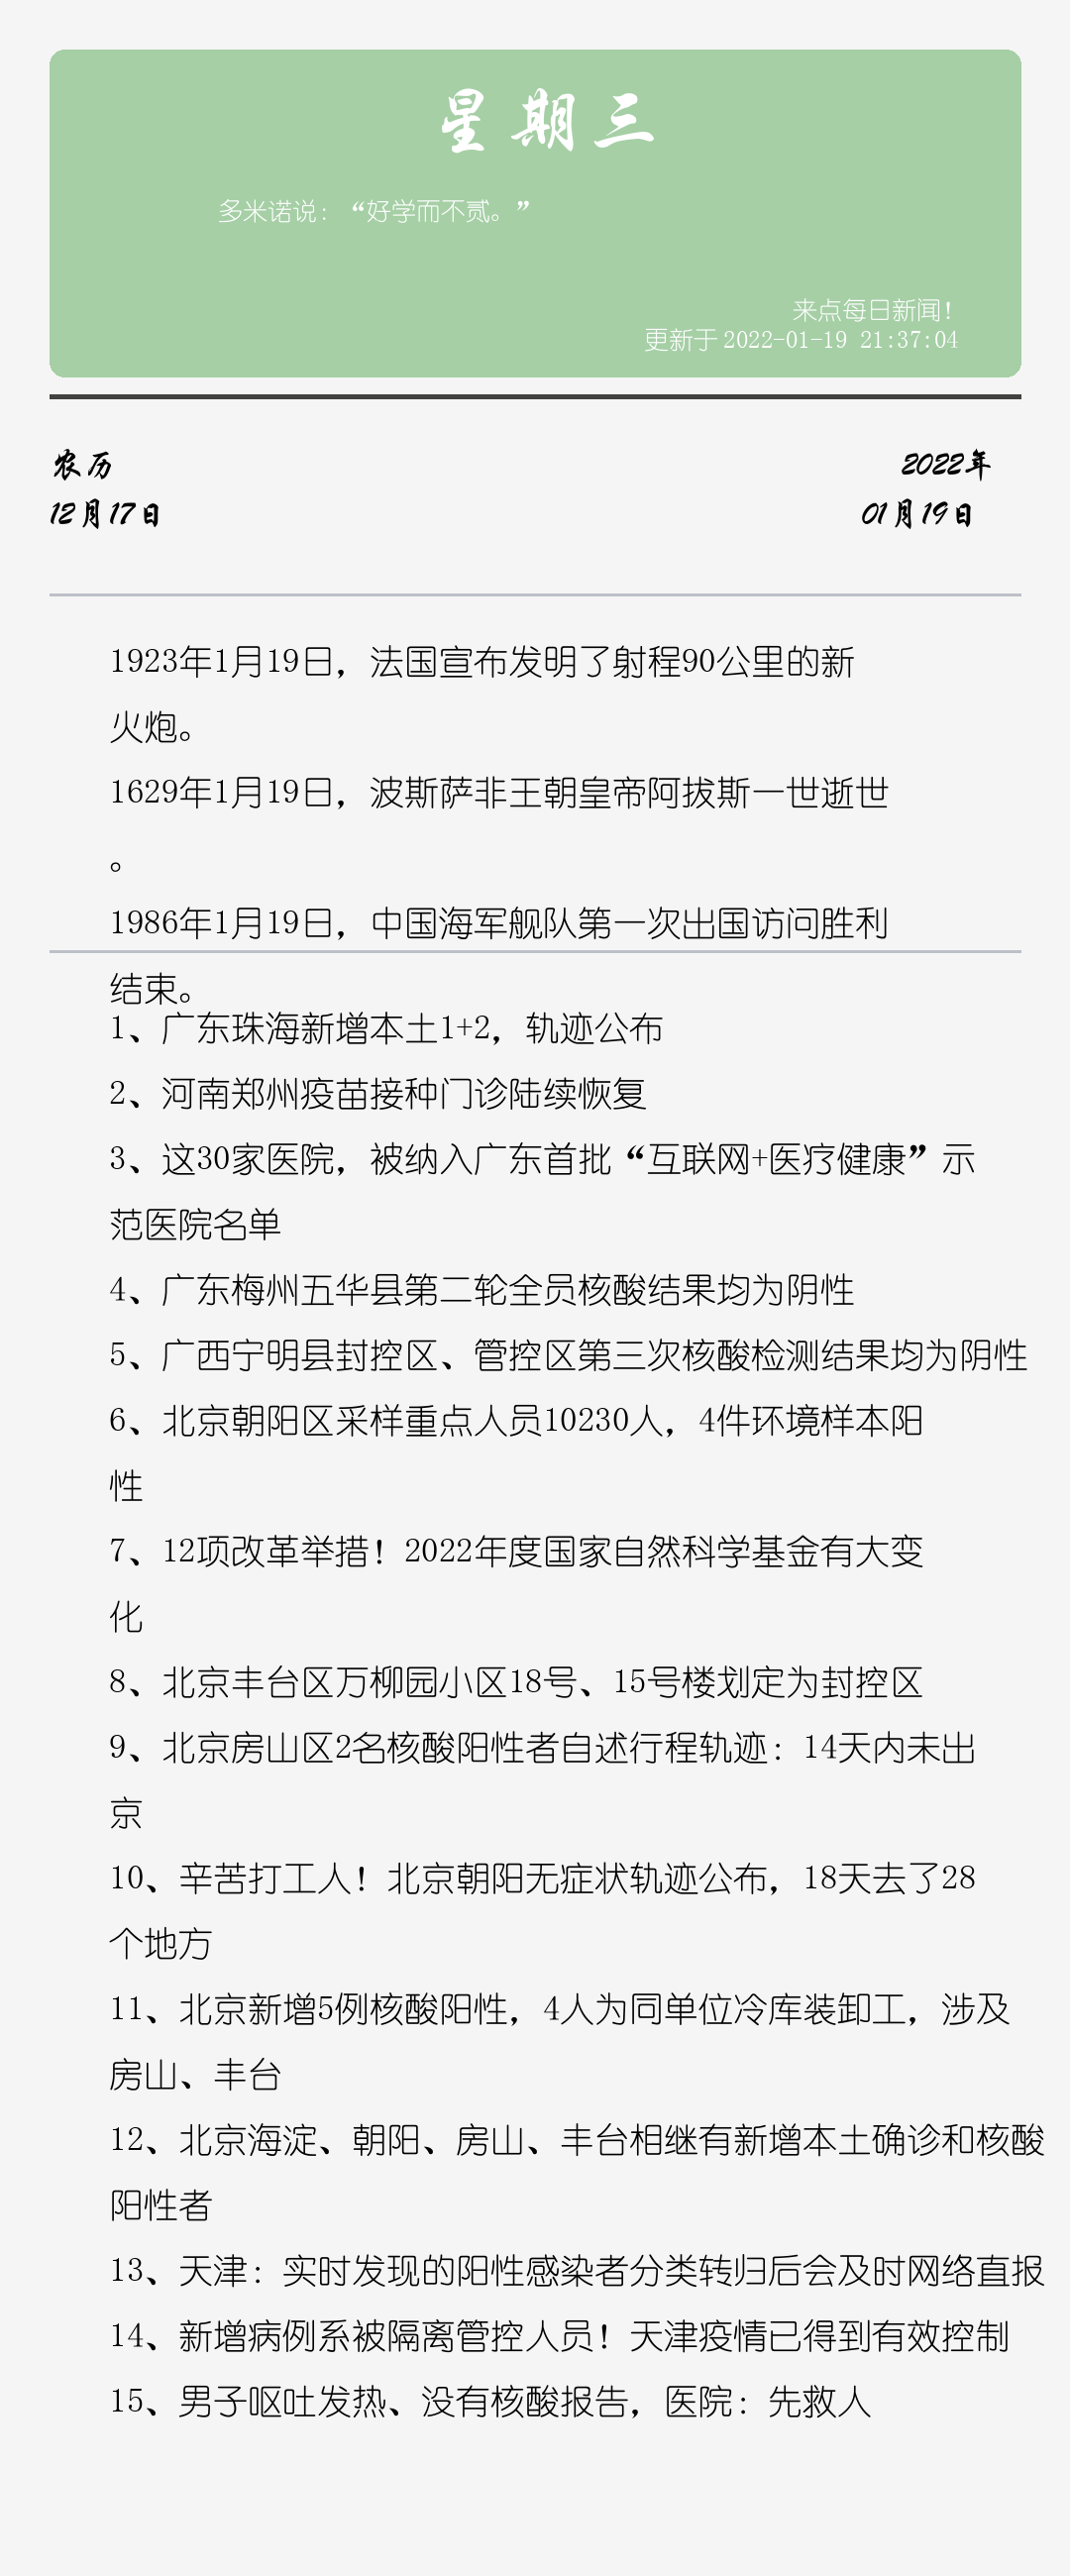 星期三
多米诺说：“好学而不贰。”
来点每日新闻！
更新于 2022-01-19 21:37:04
农历
2022年
12月17日
01月19日
1923年1月19日，法国宣布发明了射程90公里的新
火炮。
1629年1月19日，波斯萨非王朝皇帝阿拔斯一世逝世
。
1986年1月19日，中国海军舰队第一次出国访问胜利
结束。
1、广东珠海新增本土1+2，轨迹公布
2、河南郑州疫苗接种门诊陆续恢复
3、这30家医院，被纳入广东首批“互联网+医疗健康”示
范医院名单
4、广东梅州五华县第二轮全员核酸结果均为阴性
5、广西宁明县封控区、管控区第三次核酸检测结果均为阴性
6、北京朝阳区采样重点人员10230人，4件环境样本阳
性
7、12项改革举措！2022年度国家自然科学基金有大变
化
8、北京丰台区万柳园小区18号、15号楼划定为封控区
9、北京房山区2名核酸阳性者自述行程轨迹：14天内未出
京
10、辛苦打工人！北京朝阳无症状轨迹公布，18天去了28
个地方
11、北京新增5例核酸阳性，4人为同单位冷库装卸工，涉及
房山、丰台
12、北京海淀、朝阳、房山、丰台相继有新增本土确诊和核酸
阳性者
13、天津：实时发现的阳性感染者分类转归后会及时网络直报
14、新增病例系被隔离管控人员！天津疫情已得到有效控制
15、男子呕吐发热、没有核酸报告，医院：先救人